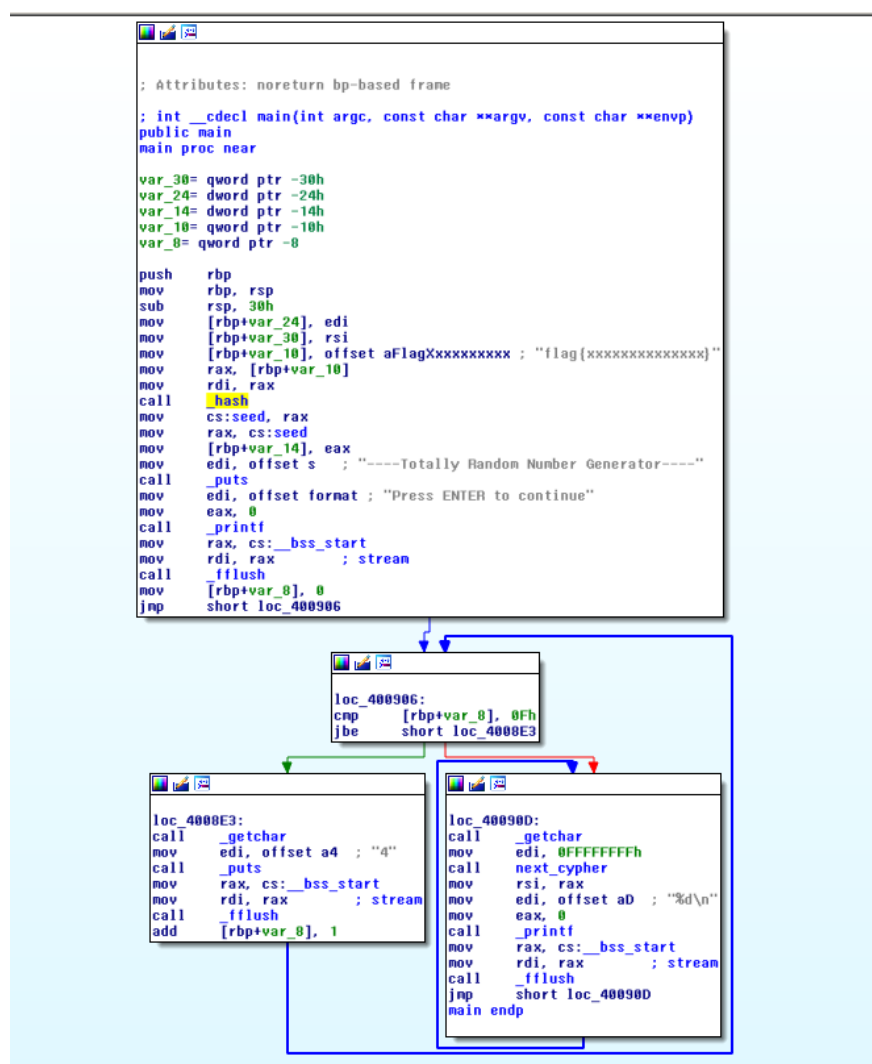 ; Attributes: noreturn bp-based frame
; int __cdecl main(int argc, const char **argv, const char **envp)
public main
main proc near
var_30= qword ptr -30h
var_24= dword ptr -24h
var_14= dword ptr -14h
var_10= qword ptr -10h
var_8= qword ptr -8
push rbp
mov rbp, rsp
sub rsp, 30h
mov [rbp+var_24], edi
mov [rbp+var_30], rsi
mov [rbp+var_10], offset aFlagXxxxxxxxxx ; "flag{xxxxxxxxxxxxxx}"
mov rax, [rbp+var_10]
mov rdi, rax
call _hash
mov cs:seed, rax
mov rax, cs:seed
mov [rbp+var_14], eax
mov edi, offset s ; "----Totally Random Number Generator----"
call _puts
mov edi, offset format ; "Press ENTER to continue"
mov eax, 0
call _printf
mov rax, cs:__bss_start
mov rdi, rax ; stream
call _fflush
mov [rbp+var_8], 0
jmp short loc_400906
loc_400906:
cmp [rbp+var_8], 0Fh
jbe short loc_4008E3
loc_4008E3:
call _getchar
mov edi, offset a4 ; "4"
call _puts
mov rax, cs:__bss_start
mov rdi, rax ; stream
call _fflush
add [rbp+var_8], 1
loc_40090D:
call _getchar
mov edi, 0FFFFFFFFh
call next_cypher
mov rsi, rax
mov edi, offset aD ; "%d\n"
mov eax, 0
call _printf
mov rax, cs:__bss_start
mov rdi, rax ; stream
call _fflush
jmp short loc_40090D
main endp